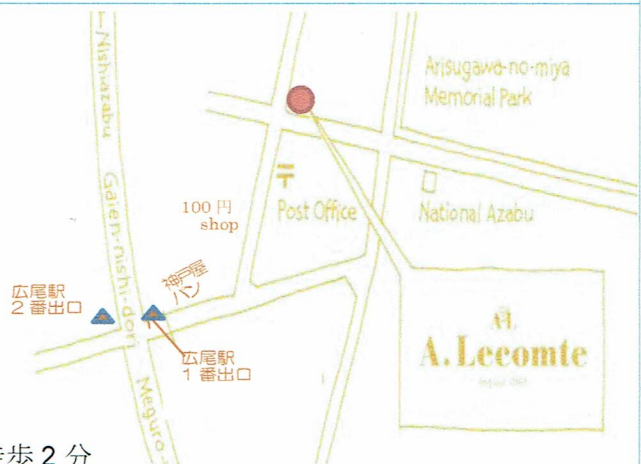 Nishiazabu
Gaien-nishi-dori
Meguro
Arisugawa-no-miya
Memorial Park
〒
Post Office
National Azabu
100 円
shop
神戸屋
パン
広尾駅
2 番出口
広尾駅
1 番出口
A.L.
A. Lecomte
歩 2 分